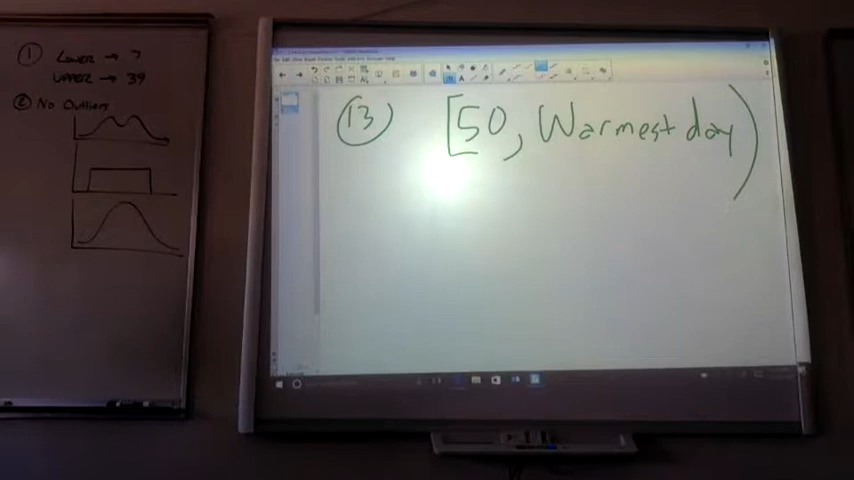 ① LOWER → 7
UPPER → 39
② No Outliers
⑬ [50, Warmest day)